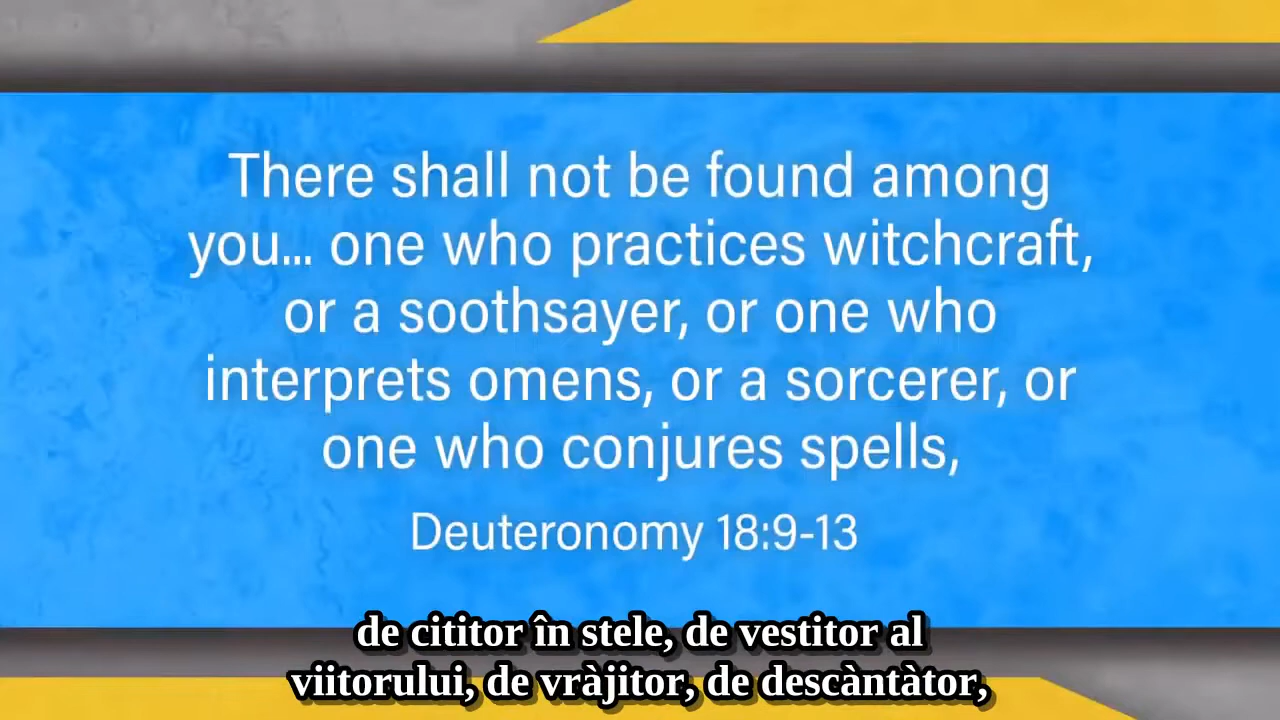 There shall not be found among
you... one who practices witchcraft,
or a soothsayer, or one who
interprets omens, or a sorcerer, or
one who conjures spells,
Deuteronomy 18:9-13
de cititor în stele, de vestitor al
viitorului, de vràjitor, de descàntàtor,